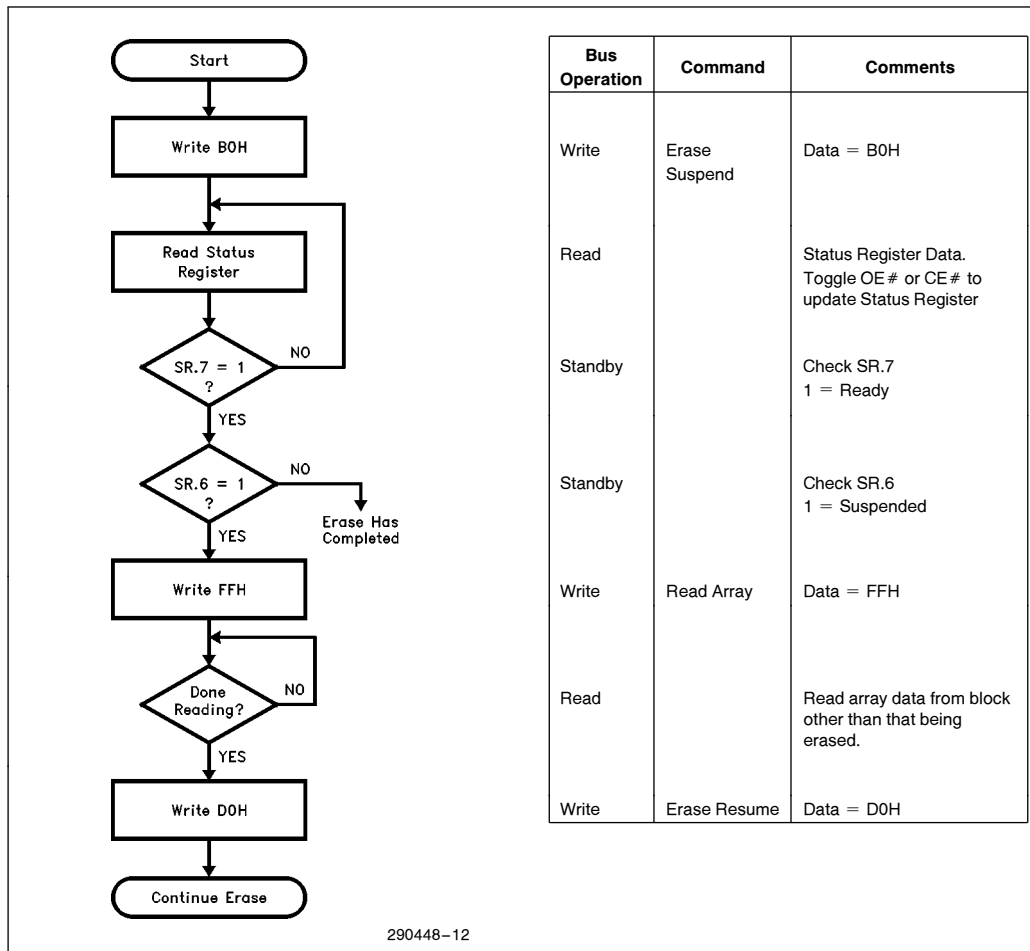 Start
Write B0H
Read Status
Register
SR.7 = 1
?
NO
YES
SR.6 = 1
?
NO
Erase Has
Completed
YES
Write FFH
Done
Reading?
NO
YES
Write D0H
Continue Erase
290448–12
Bus
Operation
Command
Comments
Write
Erase
Suspend
Data = B0H
Read
Status Register Data.
Toggle OE# or CE# to
update Status Register
Standby
Check SR.7
1 = Ready
Standby
Check SR.6
1 = Suspended
Write
Read Array
Data = FFH
Read
Read array data from block
other than that being
erased.
Write
Erase Resume
Data = D0H